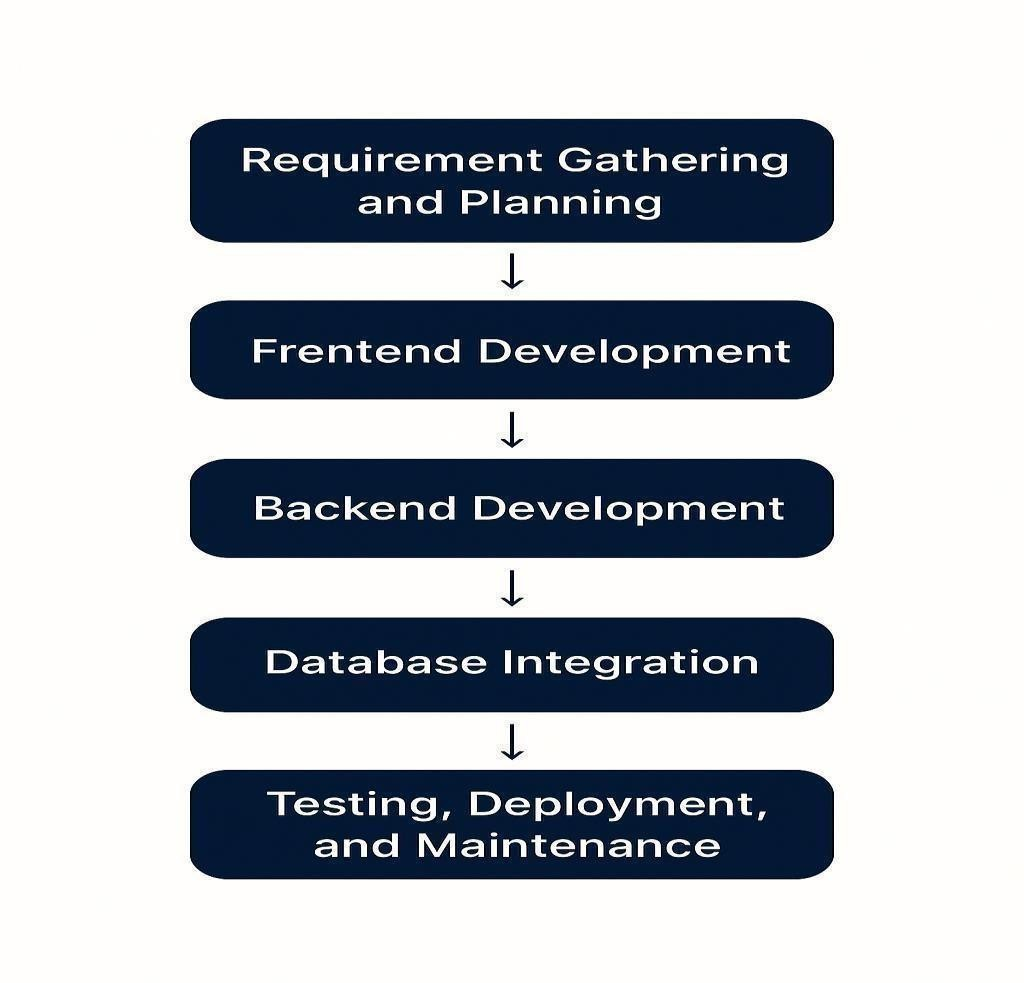 Requirement Gathering
and Planning
↓
Frentend Development
↓
Backend Development
↓
Database Integration
↓
Testing, Deployment,
and Maintenance